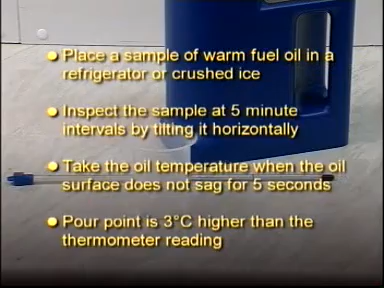 Place a sample of warm fuel oil in a
refrigerator or crushed ice
Inspect the sample at 5 minute
intervals by tilting it horizontally
Take the oil temperature when the oil
surface does not sag for 5 seconds
Pour point is 3°C higher than the
thermometer reading